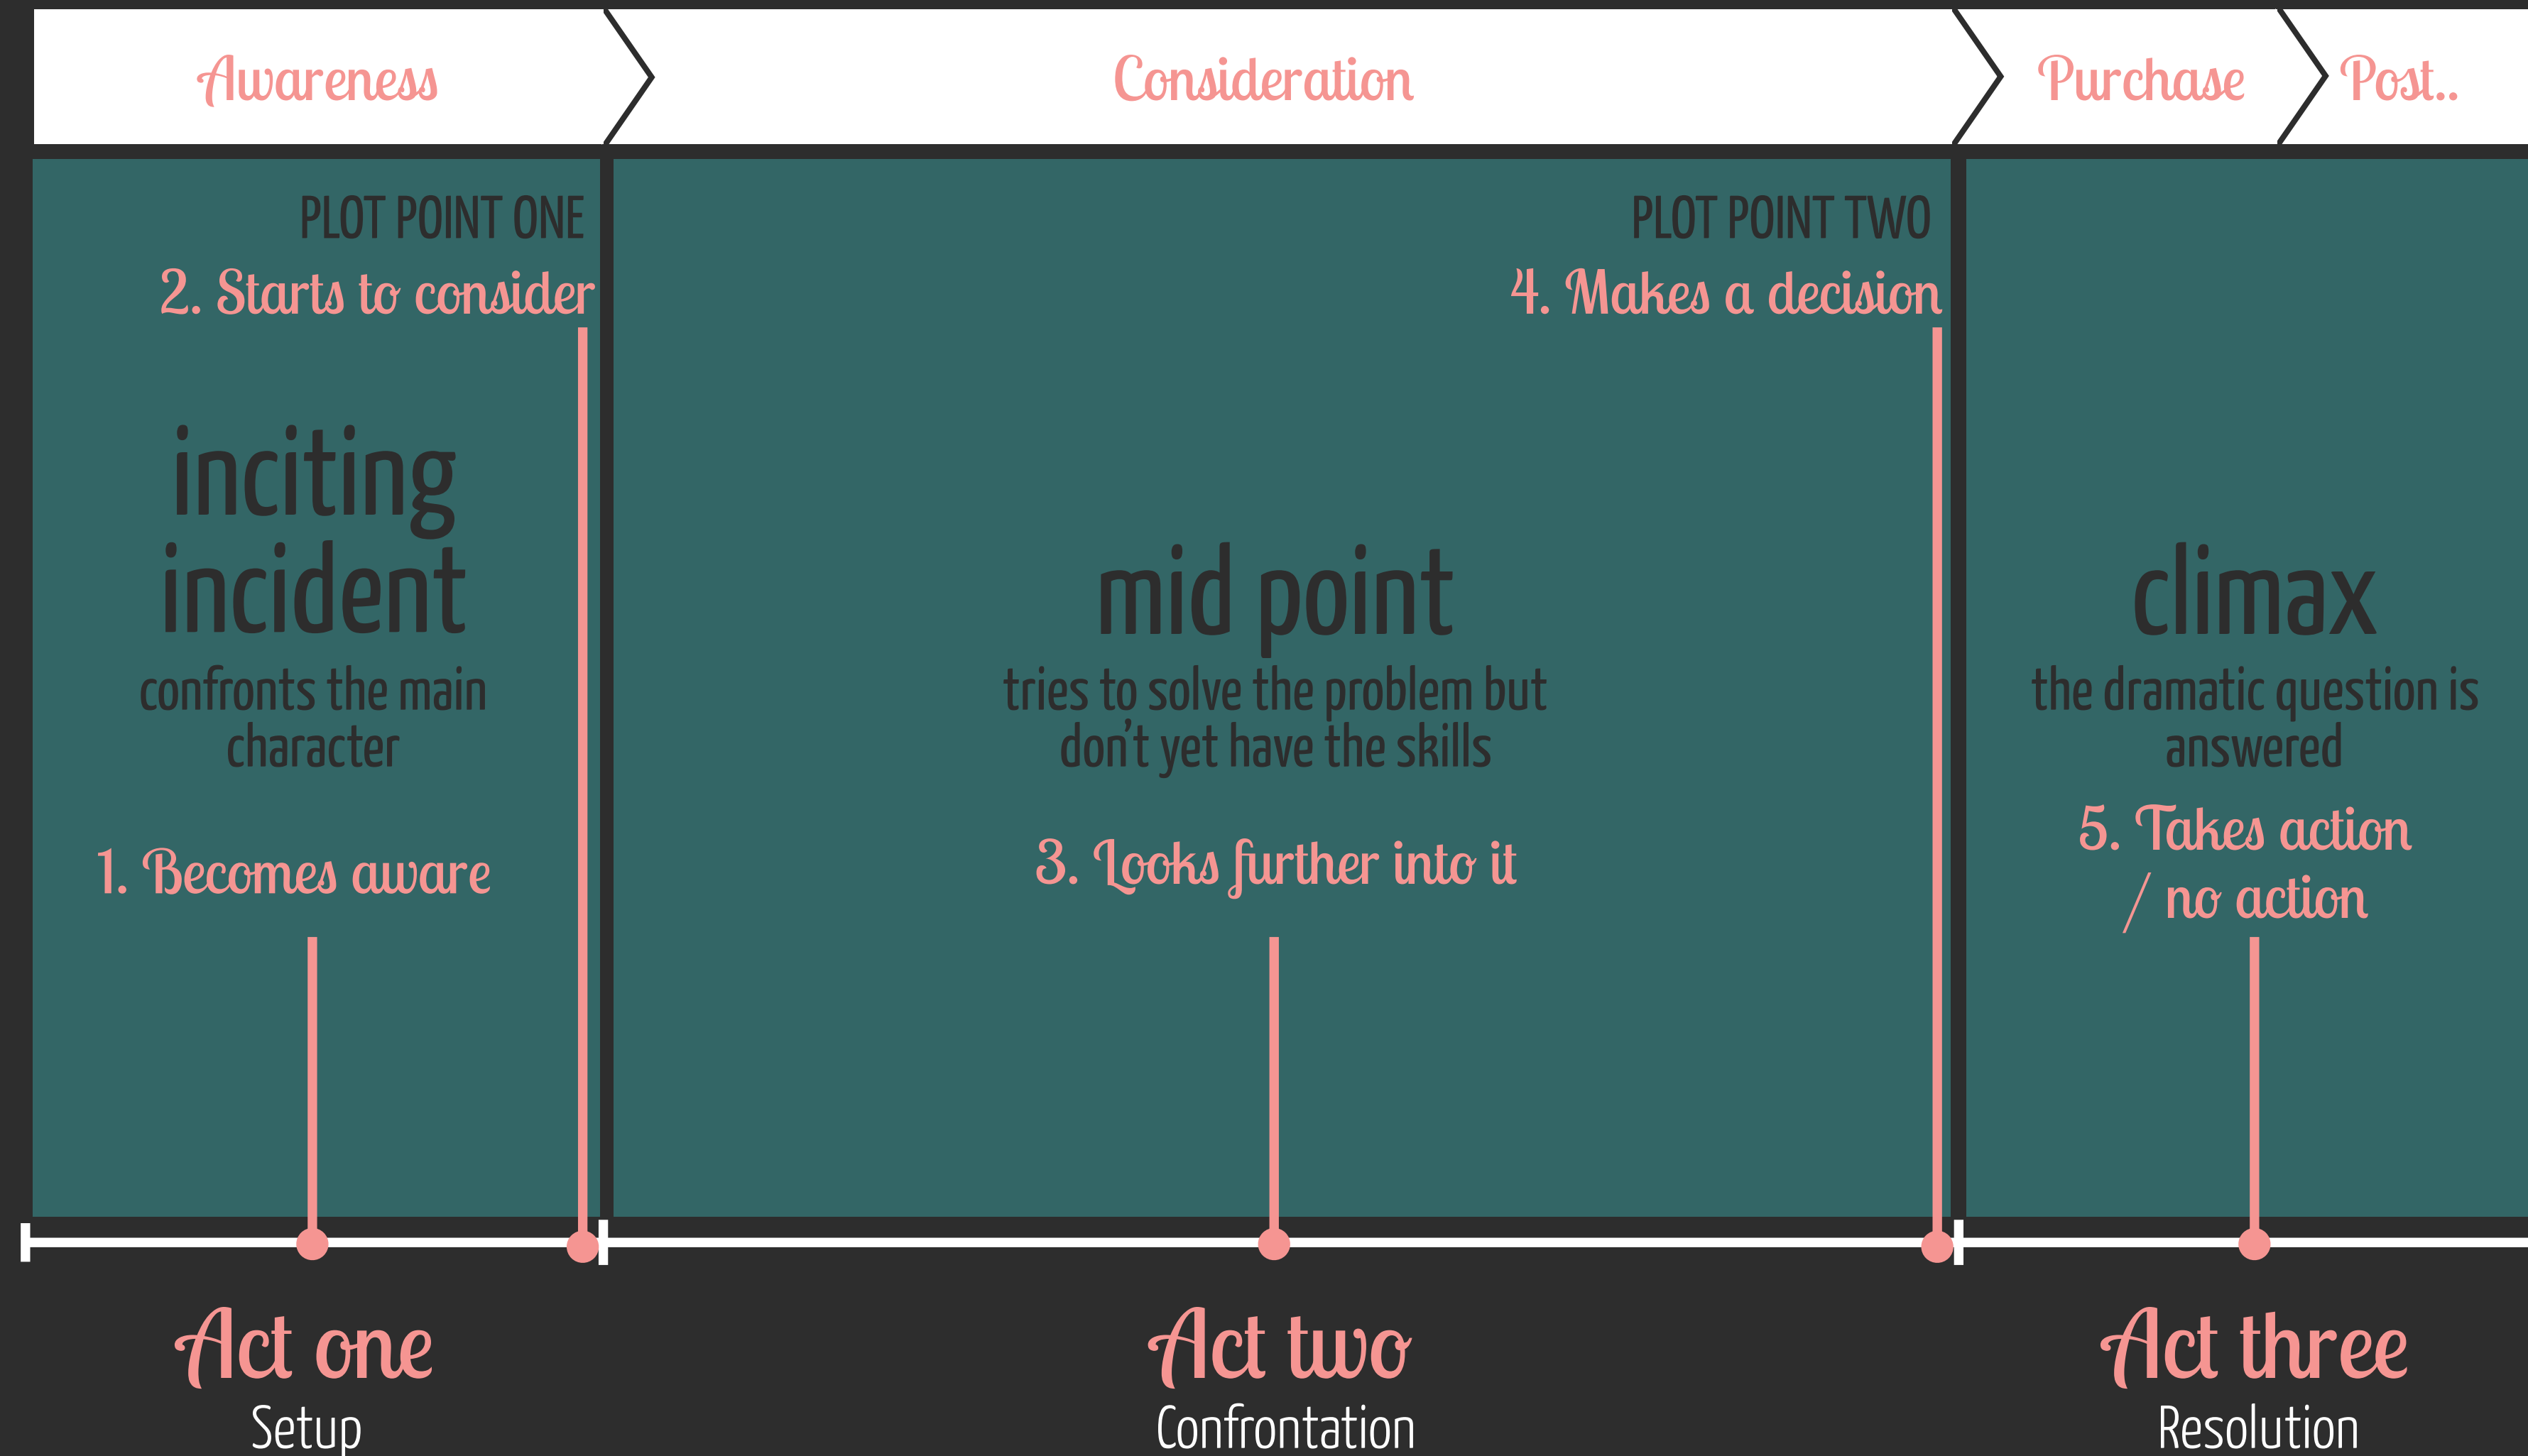 Awareness
Consideration
Purchase
Post..
PLOT POINT ONE
2. Starts to consider
inciting
incident
confronts the main
character
1. Becomes aware
PLOT POINT TWO
4. Makes a decision
mid point
tries to solve the problem but
don't yet have the skills
3. Looks further into it
climax
the dramatic question is
answered
5. Takes action
/ no action
Act one
Setup
Act two
Confrontation
Act three
Resolution